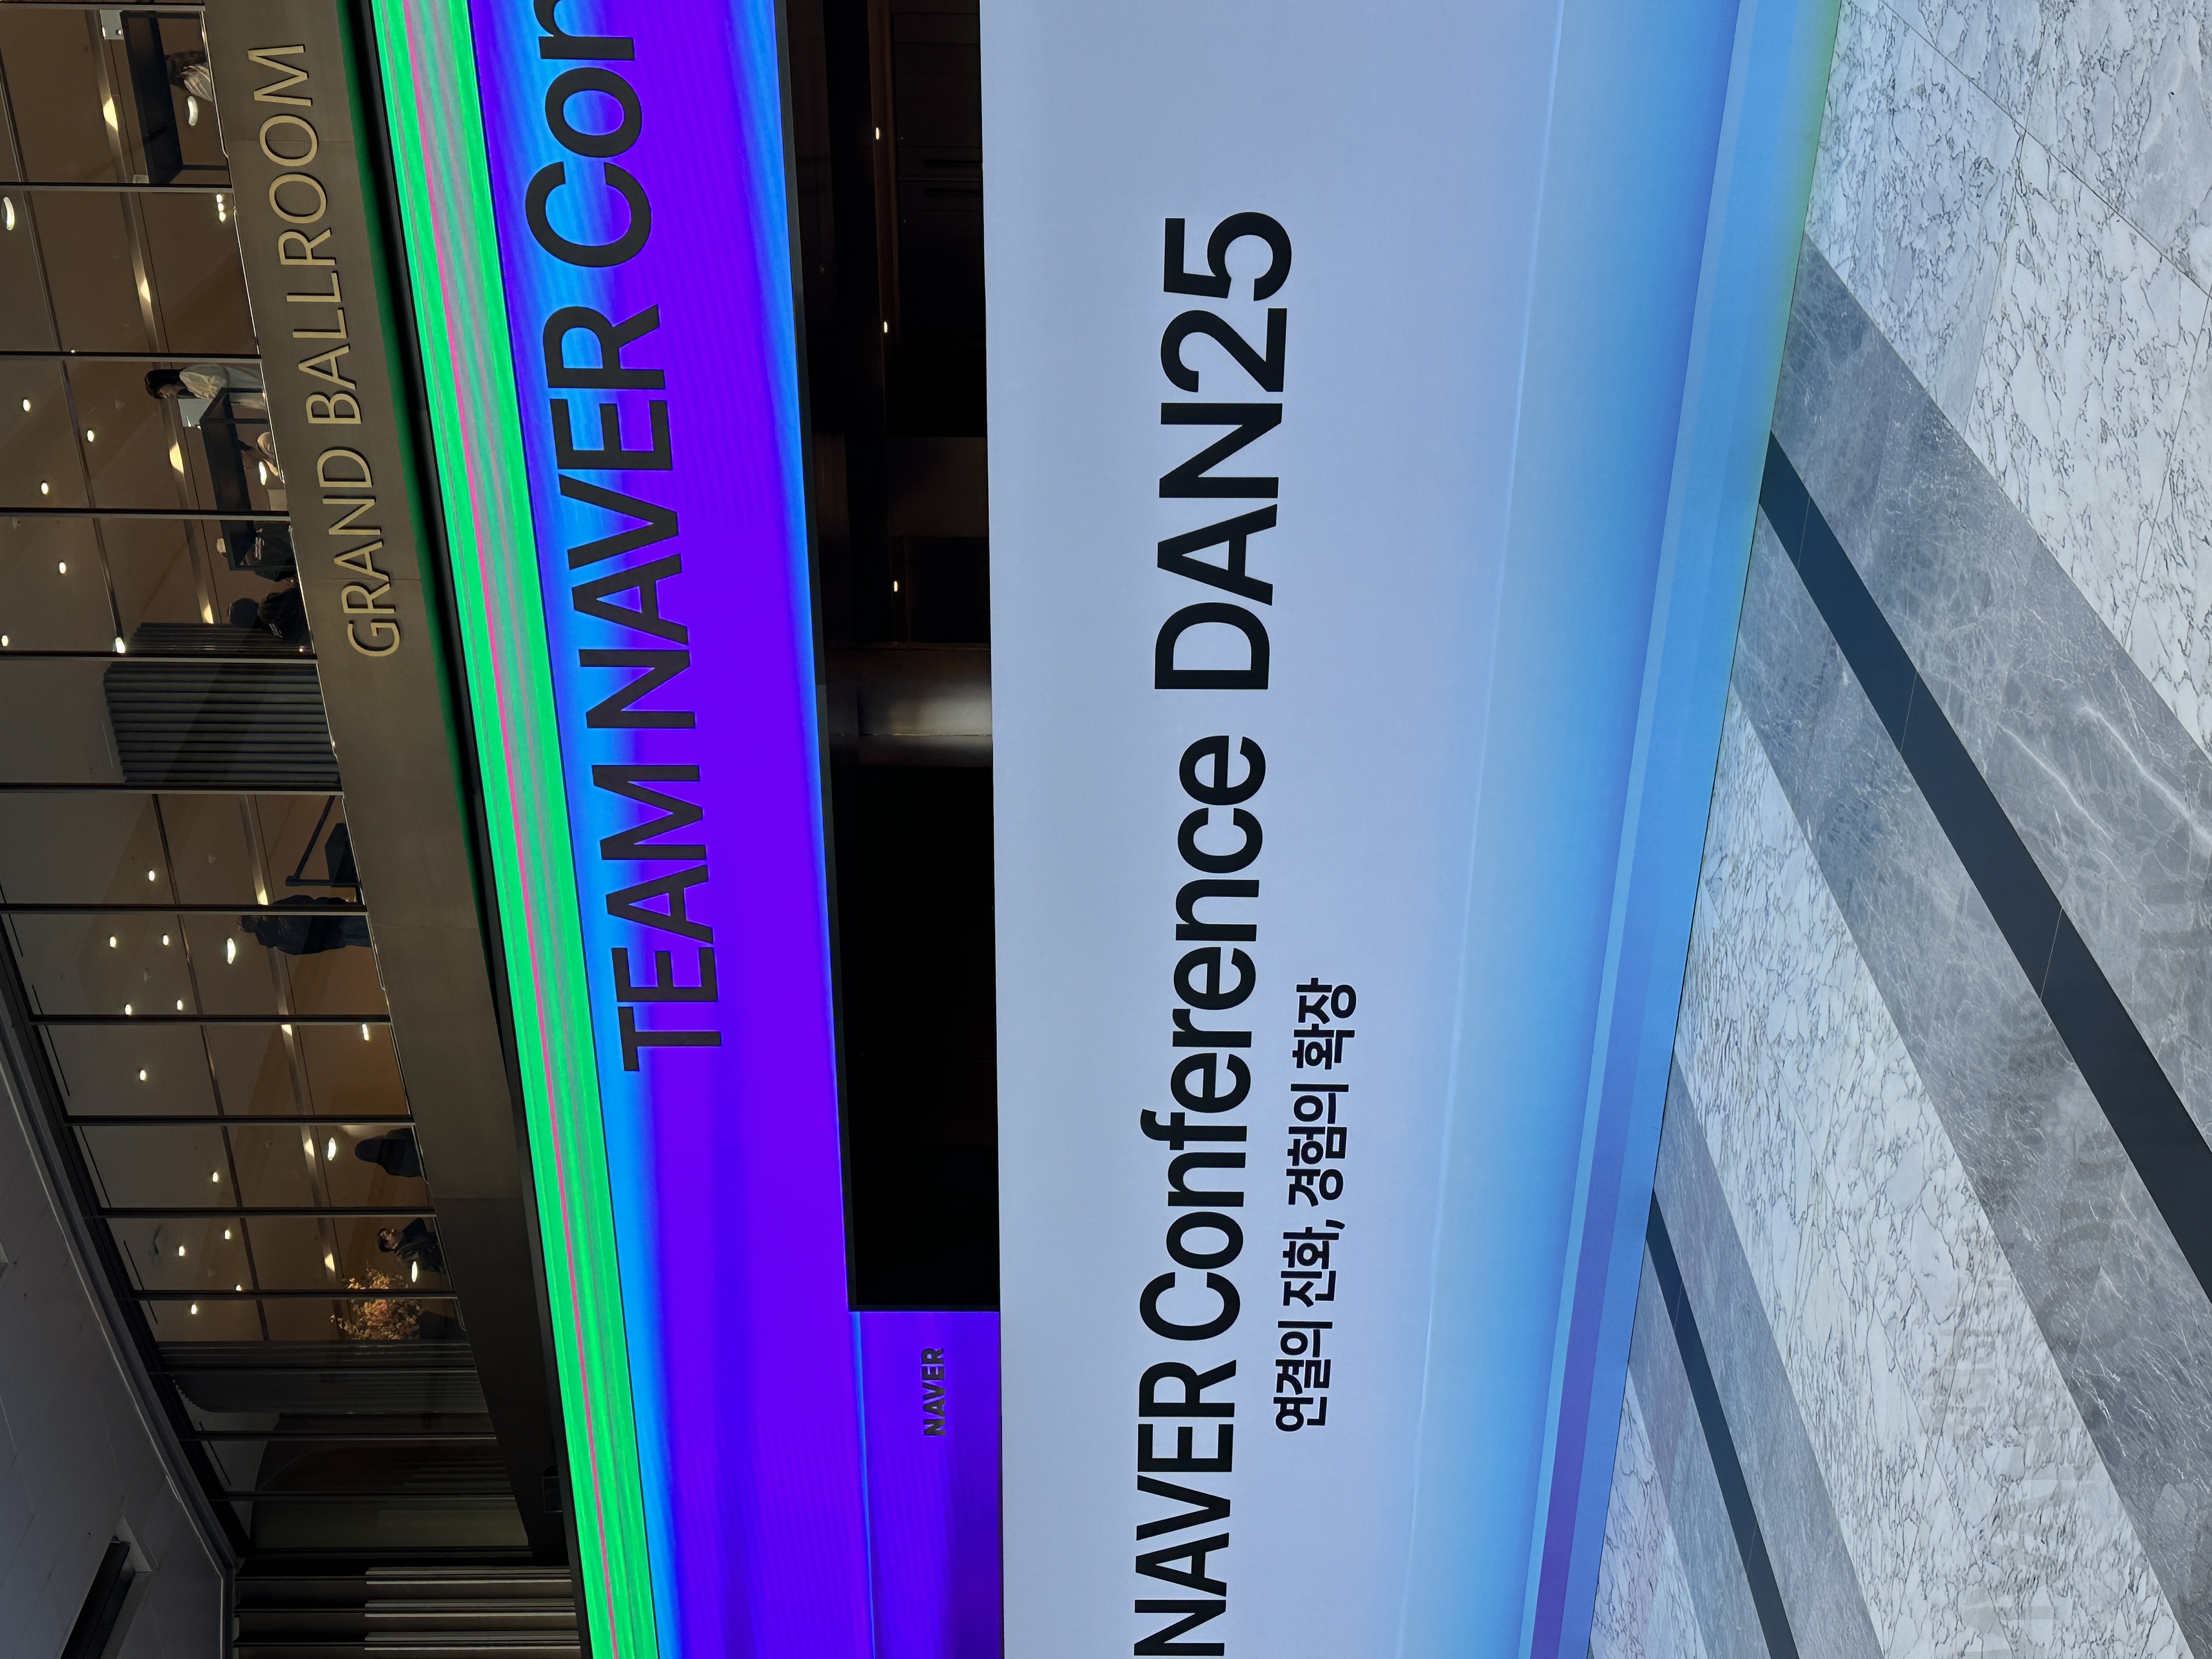 GRAND BALLROOM
TEAM NAVER Con
NAVER
NAVER Conference DAN25
연결의 진화, 경험의 확장